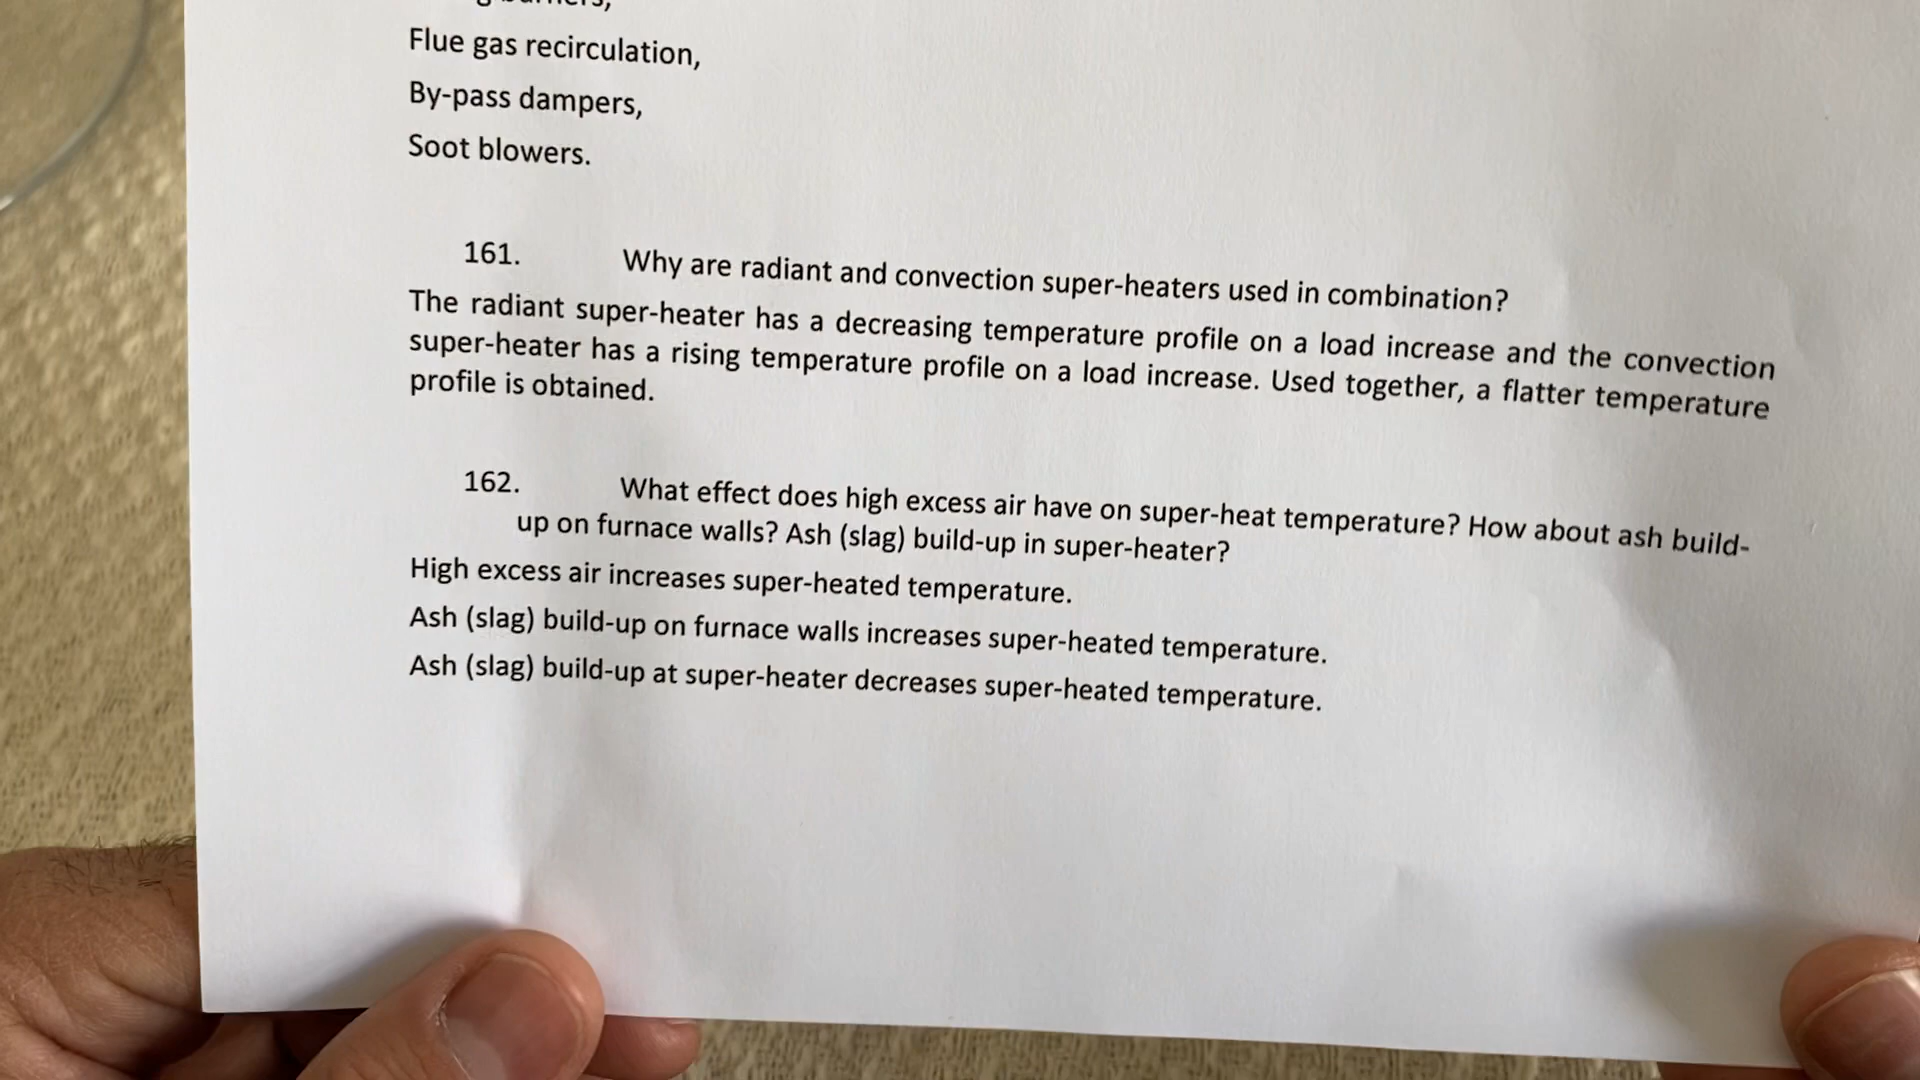 Flue gas recirculation,
By-pass dampers,
Soot blowers.
161. Why are radiant and convection super-heaters used in combination?
The radiant super-heater has a decreasing temperature profile on a load increase and the convection
super-heater has a rising temperature profile on a load increase. Used together, a flatter temperature
profile is obtained.
162. What effect does high excess air have on super-heat temperature? How about ash build-
up on furnace walls? Ash (slag) build-up in super-heater?
High excess air increases super-heated temperature.
Ash (slag) build-up on furnace walls increases super-heated temperature.
Ash (slag) build-up at super-heater decreases super-heated temperature.